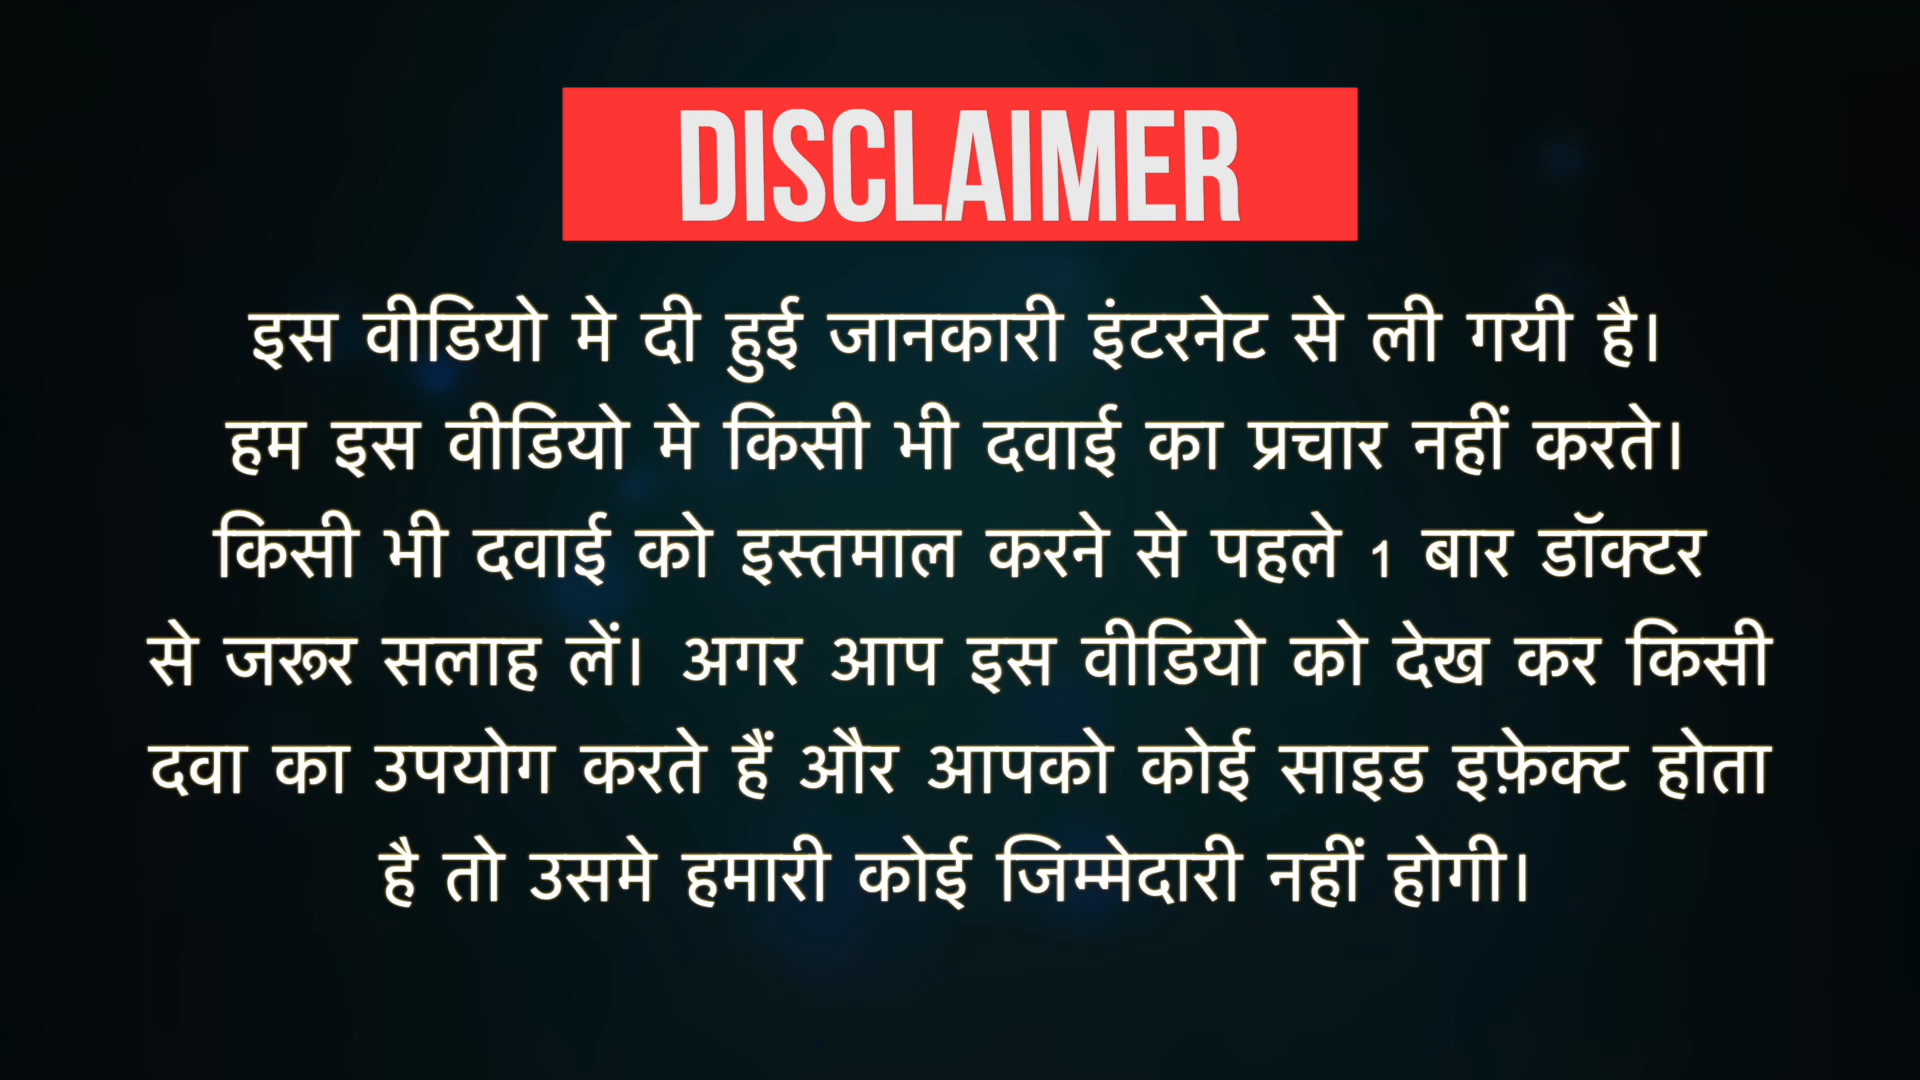 DISCLAIMER
इस वीडियो मे दी हुई जानकारी इंटरनेट से ली गयी है।
हम इस वीडियो मे किसी भी दवाई का प्रचार नहीं करते।
किसी भी दवाई को इस्तमाल करने से पहले 1 बार डॉक्टर
से जरूर सलाह लें। अगर आप इस वीडियो को देख कर किसी
दवा का उपयोग करते हैं और आपको कोई साइड इफ़ेक्ट होता
है तो उसमे हमारी कोई जिम्मेदारी नहीं होगी।